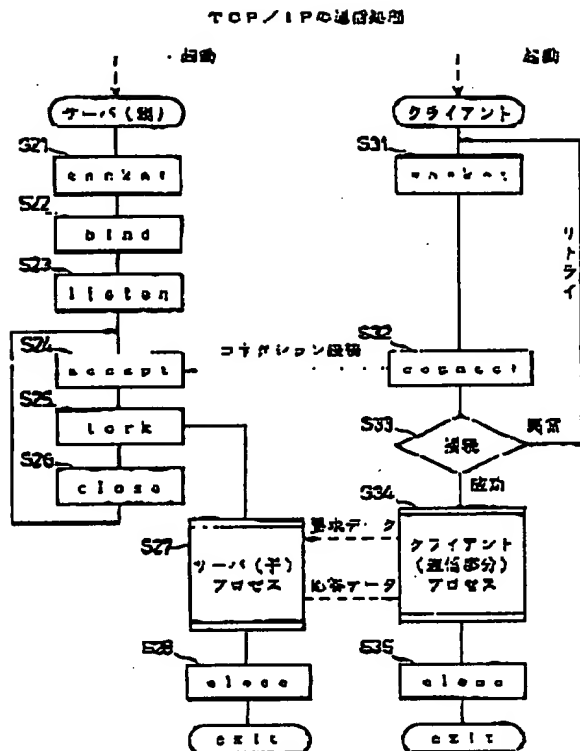 TCP/IPの通信処理
起動
起動
サーバ(親)
クライアント
S21
socket
S31
socket
S22
bind
S23
listen
リトライ
S24
accept
コネクション接続
S32
connect
S25
fork
S33
接続
異常
成功
S26
close
S34
要求データ
S27
サーバ(子)
プロセス
クライアント
(通信部分)
プロセス
応答データ
S28
close
S35
close
exit
exit